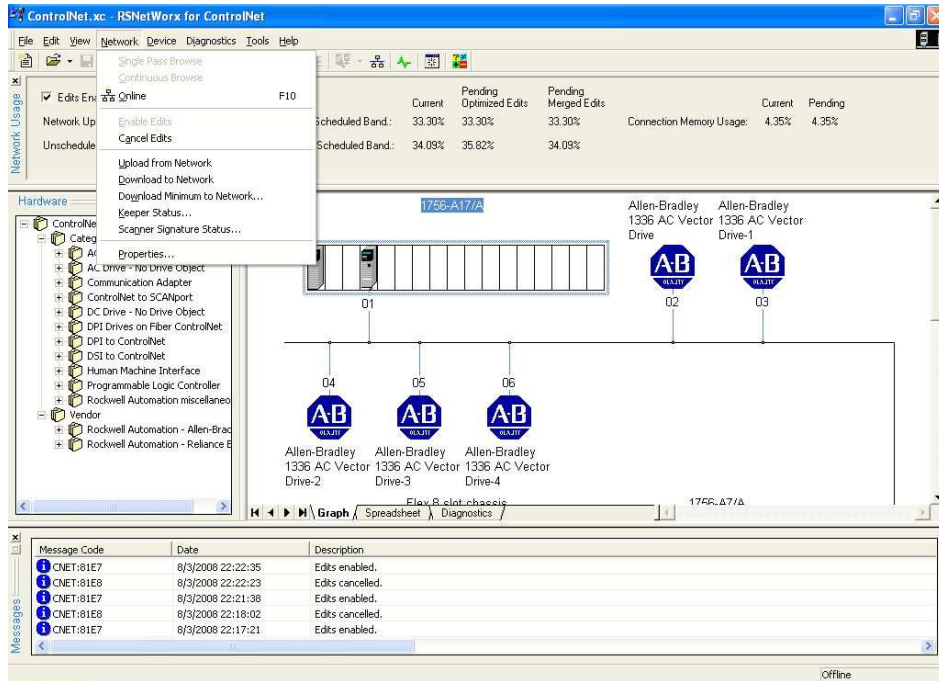 ControlNet.xc - RSNetWorx for ControlNet
File Edit View Network Device Diagnostics Tools Help
Single Pass Browse
Continuous Browse
Online F10
Enable Edits
Cancel Edits
Upload from Network
Download to Network
Download Minimum to Network...
Keeper Status...
Scanner Signature Status...
Properties...
Network Usage
Edits Ena
Network Up
Unschedule
Current
Pending Optimized Edits
Pending Merged Edits
Current
Pending
Scheduled Band.: 33.30% 33.30% 33.30%
Connection Memory Usage: 4.35% 4.35%
Scheduled Band.: 34.09% 35.82% 34.09%
Hardware
ControlNe
Categ
AC Drive - No Drive Object
Communication Adapter
ControlNet to SCANport
DC Drive - No Drive Object
DPI Drives on Fiber ControlNet
DPI to ControlNet
DSI to ControlNet
Human Machine Interface
Programmable Logic Controller
Rockwell Automation miscellaneo
Vendor
Rockwell Automation - Allen-Brad
Rockwell Automation - Reliance E
1756-A17/A
01
Allen-Bradley
1336 AC Vector
Drive
A-B
02
Allen-Bradley
1336 AC Vector
Drive-1
A-B
03
04
A-B
Allen-Bradley
1336 AC Vector
Drive-2
05
A-B
Allen-Bradley
1336 AC Vector
Drive-3
06
A-B
Allen-Bradley
1336 AC Vector
Drive-4
Flex 8 slot chassis
1756-A7/A
Graph Spreadsheet Diagnostics
Messages
Message Code Date Description
CNET:81E7 8/3/2008 22:22:35 Edits enabled.
CNET:81E8 8/3/2008 22:22:23 Edits cancelled.
CNET:81E7 8/3/2008 22:21:38 Edits enabled.
CNET:81E8 8/3/2008 22:18:02 Edits cancelled.
CNET:81E7 8/3/2008 22:17:21 Edits enabled.
Offline